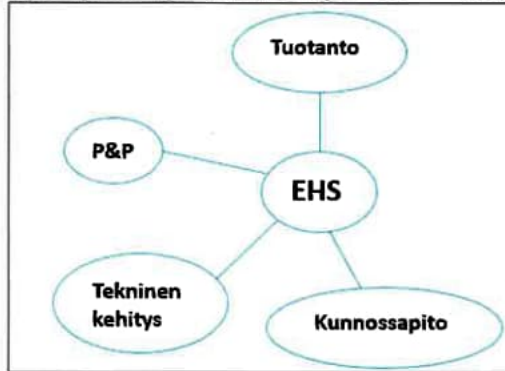 Tuotanto
P&P
EHS
Tekninen
kehitys
Kunnossapito